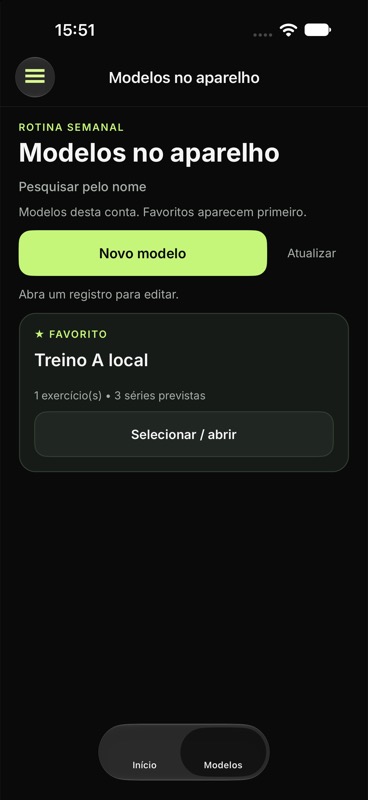 15:51
Modelos no aparelho
ROTINA SEMANAL
Modelos no aparelho
Pesquisar pelo nome
Modelos desta conta. Favoritos aparecem primeiro.
Novo modelo
Atualizar
Abra um registro para editar.
★ FAVORITO
Treino A local
1 exercício(s) • 3 séries previstas
Selecionar / abrir
Início
Modelos